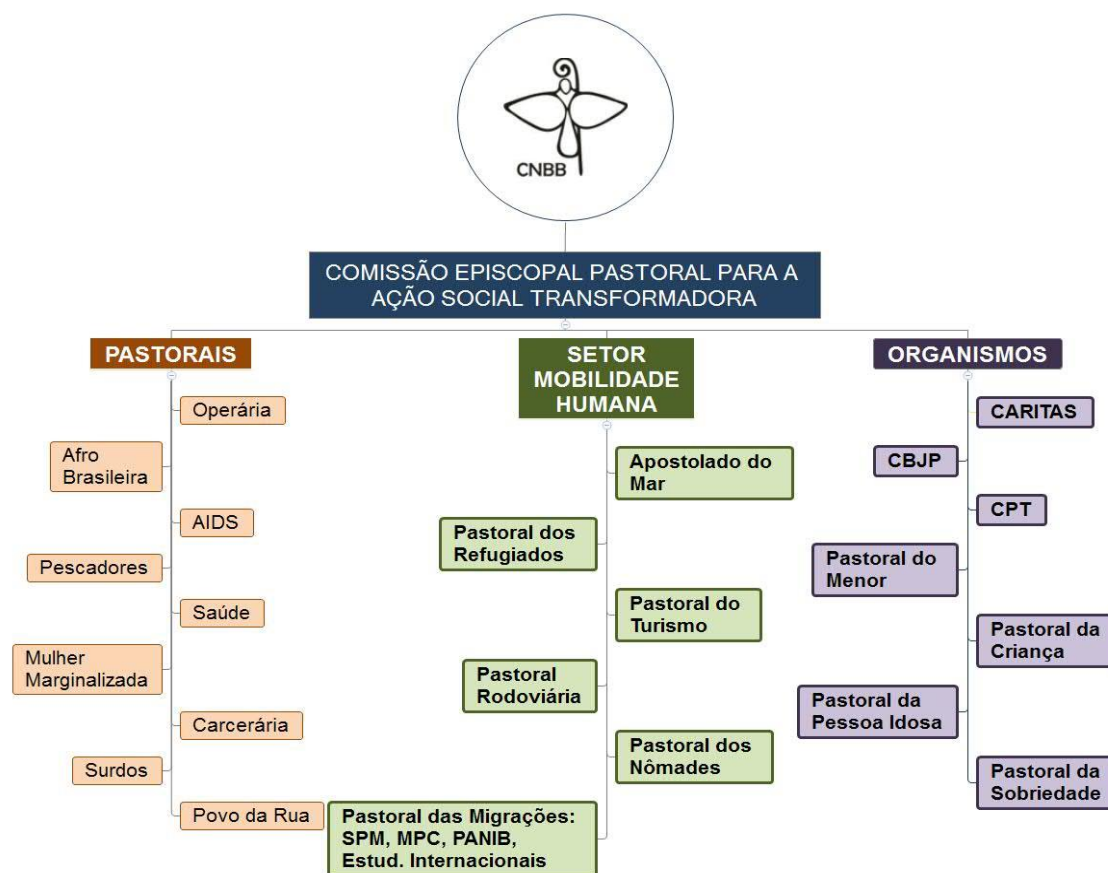 CNBB
COMISSÃO EPISCOPAL PASTORAL PARA A
AÇÃO SOCIAL TRANSFORMADORA
PASTORAIS
Operária
Afro
Brasileira
AIDS
Pescadores
Saúde
Mulher
Marginalizada
Carcerária
Surdos
Povo da Rua
SETOR
MOBILIDADE
HUMANA
Apostolado do
Mar
Pastoral dos
Refugiados
Pastoral do
Turismo
Pastoral
Rodoviária
Pastoral dos
Nômades
Pastoral das Migrações:
SPM, MPC, PANIB,
Estud. Internacionais
ORGANISMOS
CARITAS
CBJP
CPT
Pastoral do
Menor
Pastoral da
Criança
Pastoral da
Pessoa Idosa
Pastoral da
Sobriedade